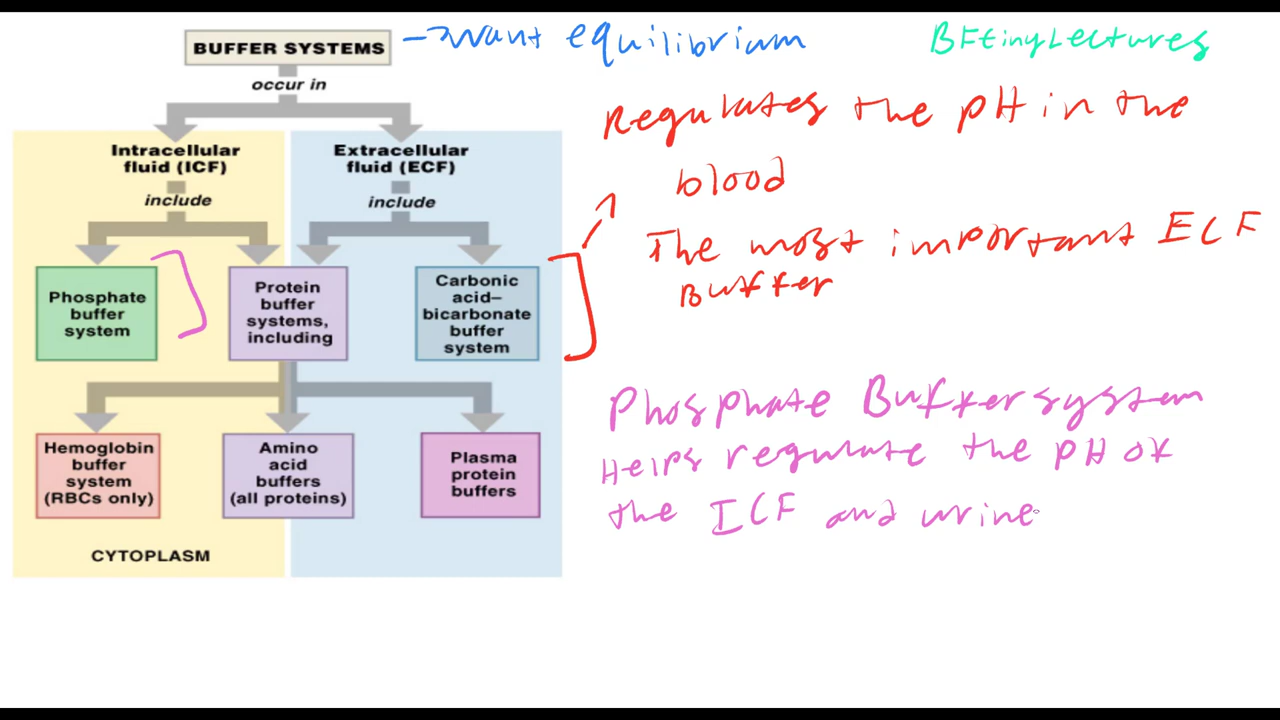 BUFFER SYSTEMS
→ want equilibrium
BFtinyLectures
occur in
Intracellular
fluid (ICF)
Extracellular
fluid (ECF)
include
include
Phosphate
buffer
system
Protein
buffer
systems,
including
Carbonic
acid–
bicarbonate
buffer
system
Hemoglobin
buffer
system
(RBCs only)
Amino
acid
buffers
(all proteins)
Plasma
protein
buffers
CYTOPLASM
Regulates the pH in the
blood
The most important ECF
Buffer
Phosphate Buffer system
Helps regulate the pH of
the ICF and urine